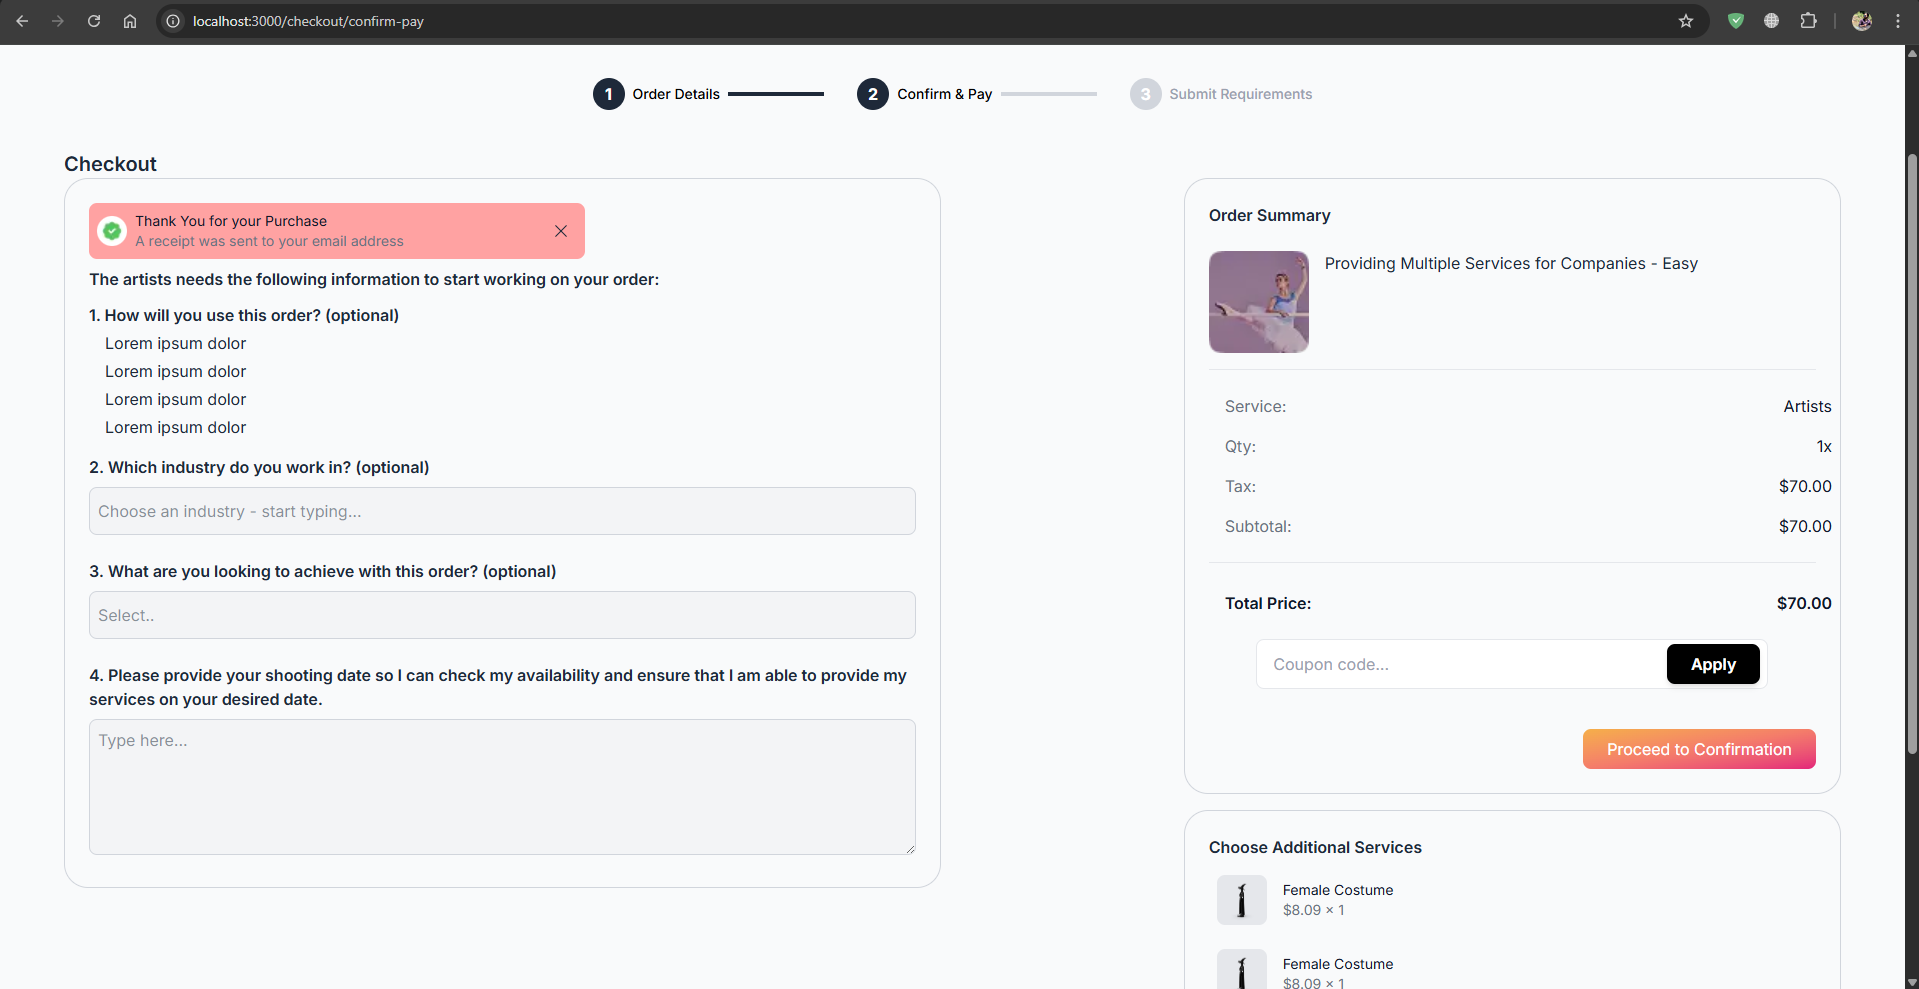 localhost:3000/checkout/confirm-pay
1 Order Details
2 Confirm & Pay
3 Submit Requirements
Checkout
Thank You for your Purchase
A receipt was sent to your email address
The artists needs the following information to start working on your order:
1. How will you use this order? (optional)
Lorem ipsum dolor
Lorem ipsum dolor
Lorem ipsum dolor
Lorem ipsum dolor
2. Which industry do you work in? (optional)
Choose an industry - start typing...
3. What are you looking to achieve with this order? (optional)
Select..
4. Please provide your shooting date so I can check my availability and ensure that I am able to provide my
services on your desired date.
Type here...
Order Summary
Providing Multiple Services for Companies - Easy
Service: Artists
Qty: 1x
Tax: $70.00
Subtotal: $70.00
Total Price: $70.00
Coupon code... Apply
Proceed to Confirmation
Choose Additional Services
Female Costume
$8.09 × 1
Female Costume
$8.09 × 1